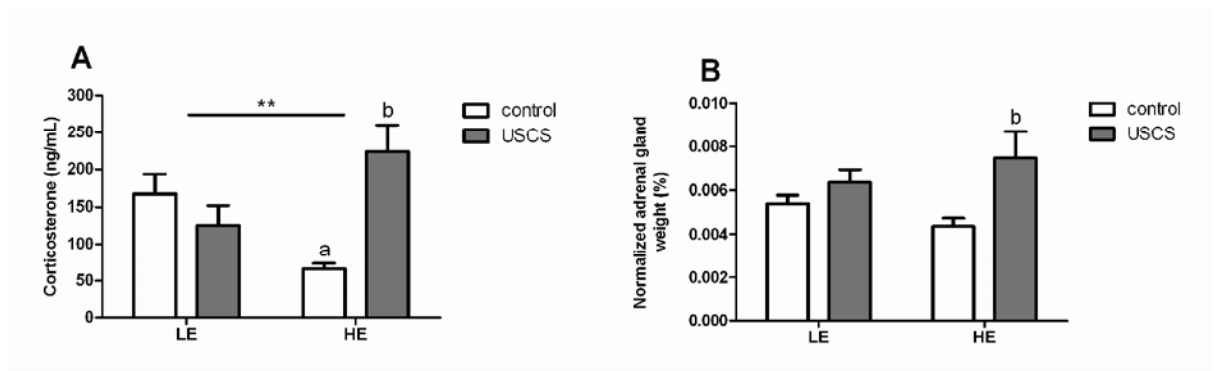 A
Corticosterone (ng/mL)
300
250
200
150
100
50
0
**
a
b
LE
HE
control
USCS
B
Normalized adrenal gland
weight (%)
0.010
0.008
0.006
0.004
0.002
0.000
b
LE
HE
control
USCS